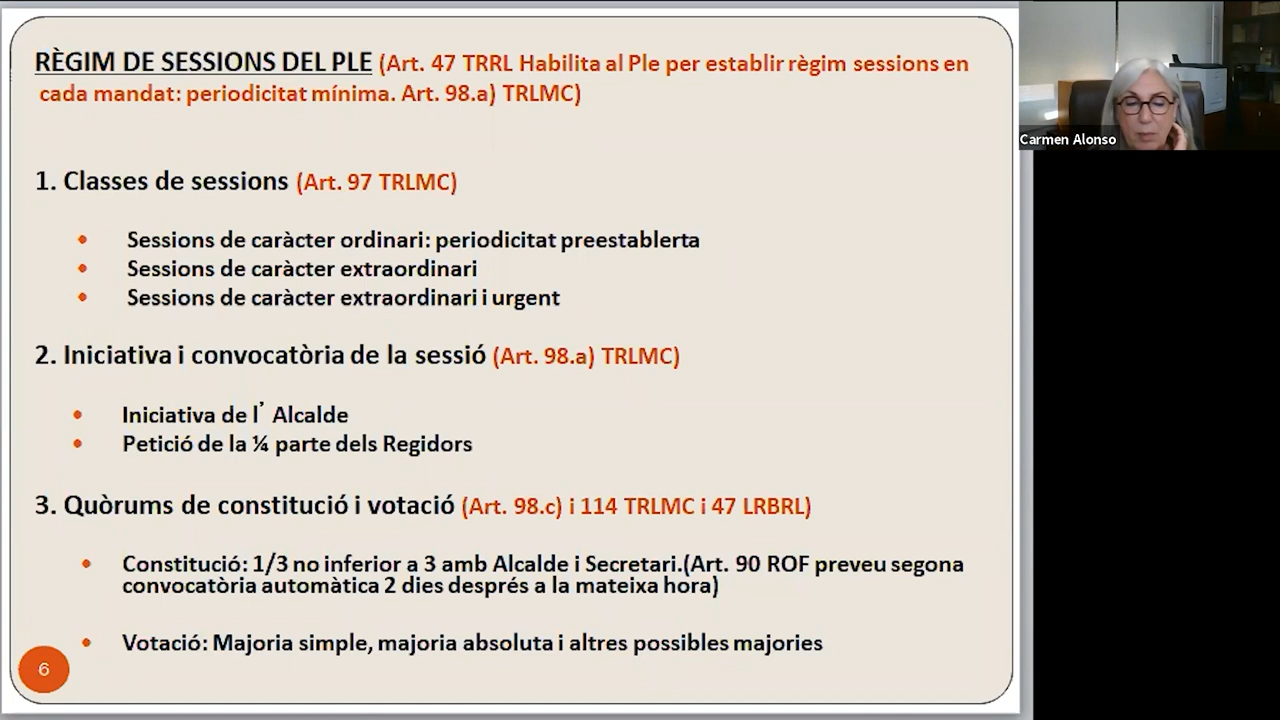 RÈGIM DE SESSIONS DEL PLE (Art. 47 TRRL Habilita al Ple per establir règim sessions en
cada mandat: periodicitat mínima. Art. 98.a) TRLMC)
1. Classes de sessions (Art. 97 TRLMC)
• Sessions de caràcter ordinari: periodicitat preestablerta
• Sessions de caràcter extraordinari
• Sessions de caràcter extraordinari i urgent
2. Iniciativa i convocatòria de la sessió (Art. 98.a) TRLMC)
• Iniciativa de l’ Alcalde
• Petició de la ¼ parte dels Regidors
3. Quòrums de constitució i votació (Art. 98.c) i 114 TRLMC i 47 LRBRL)
• Constitució: 1/3 no inferior a 3 amb Alcalde i Secretari.(Art. 90 ROF preveu segona
convocatòria automàtica 2 dies després a la mateixa hora)
• Votació: Majoria simple, majoria absoluta i altres possibles majories
6
Carmen Alonso